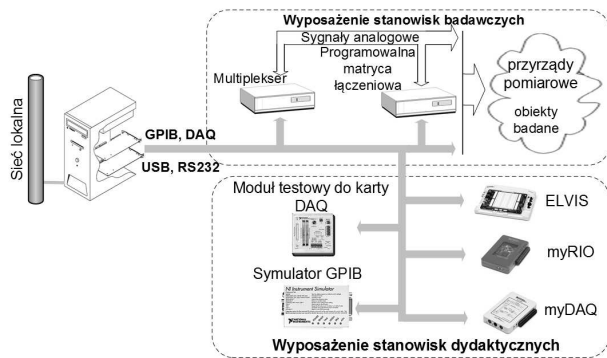 Wyposażenie stanowisk badawczych
Sygnały analogowe
Programowalna
matryca
łączeniowa
Multiplekser
przyrządy
pomiarowe
obiekty
badane
Sieć lokalna
GPIB, DAQ
USB, RS232
Moduł testowy do karty
DAQ
ELVIS
myRIO
Symulator GPIB
NI Instrument Simulator
myDAQ
Wyposażenie stanowisk dydaktycznych